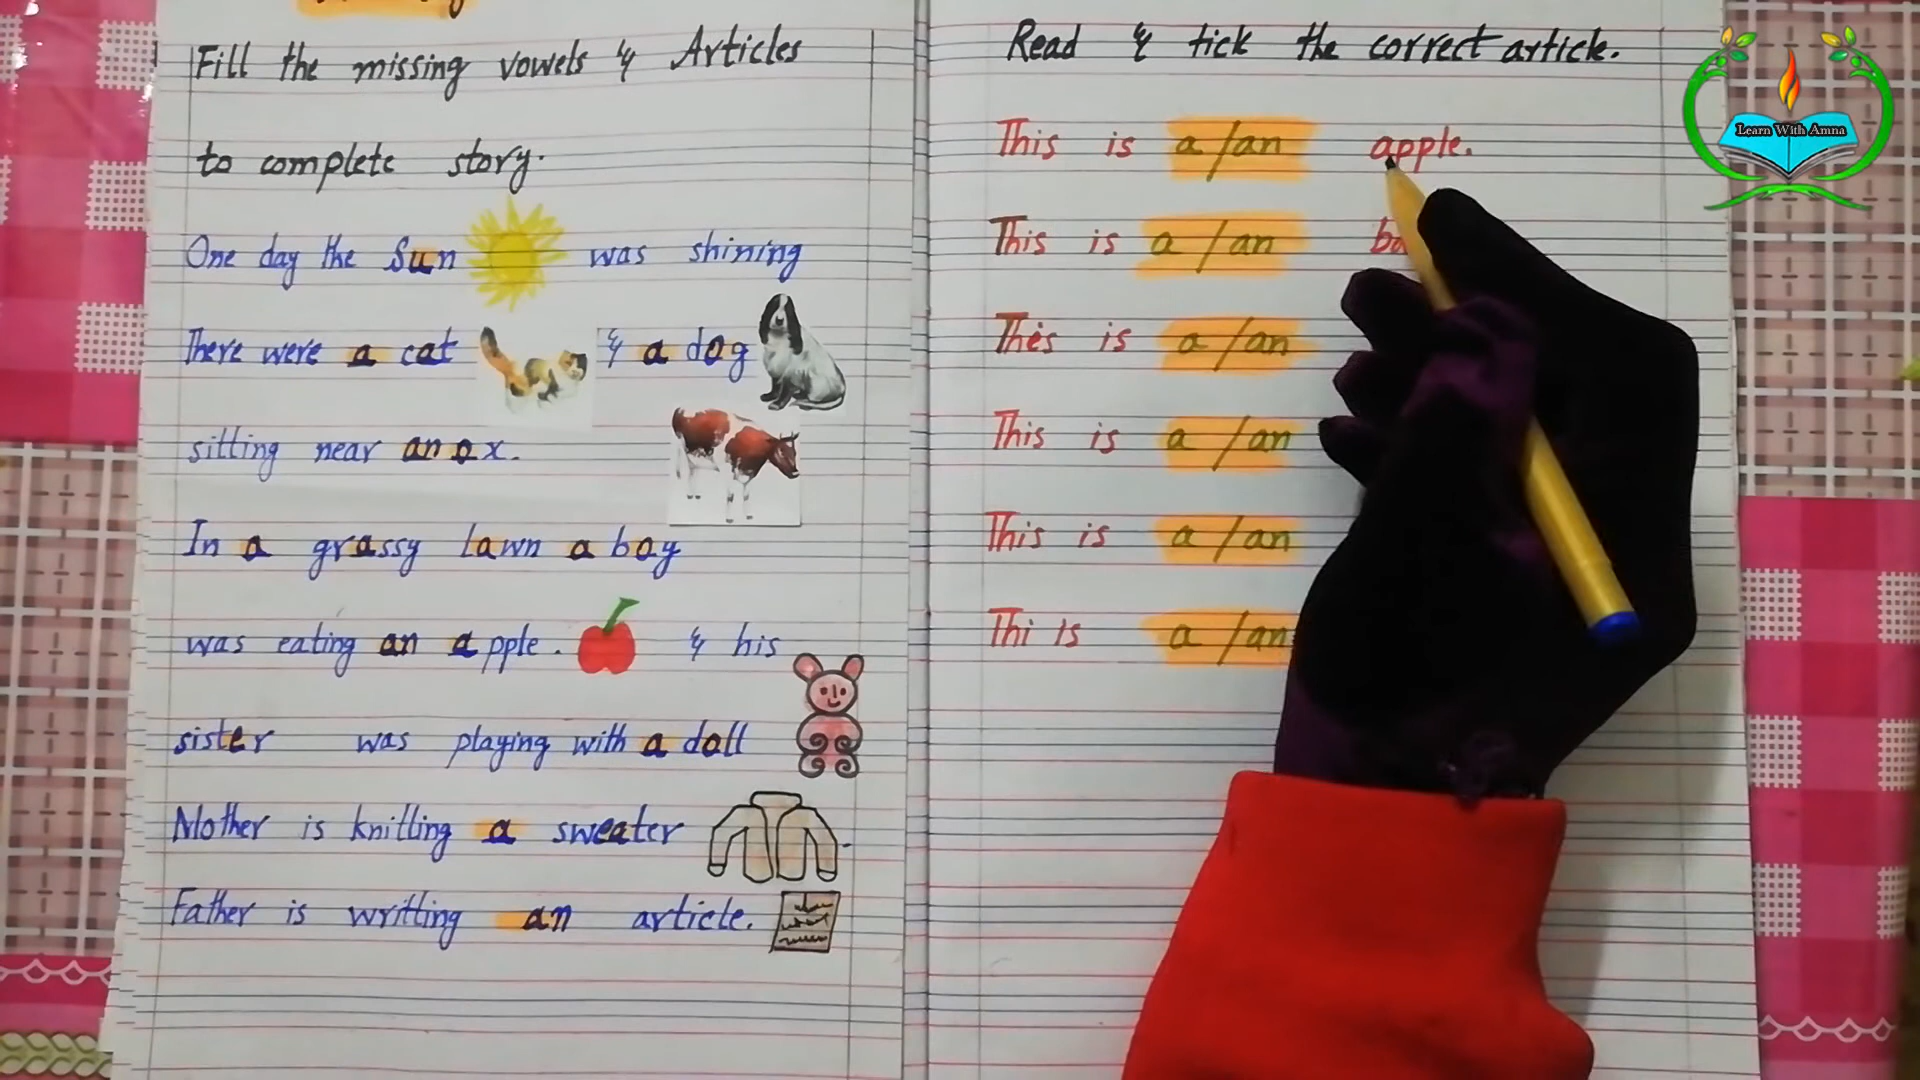 Fill the missing vowels & Articles
to complete story.
One day the Sun was shining
There were a cat & a dog
sitting near an ox.
In a grassy lawn a boy
was eating an apple. & his
sister was playing with a doll
Mother is knitting a sweater
Father is writting an article.
Read & tick the correct article.
This is a/an apple.
This is a/an
This is a/an
This is a/an
This is a/an
Thi is a/an
Learn With Amna